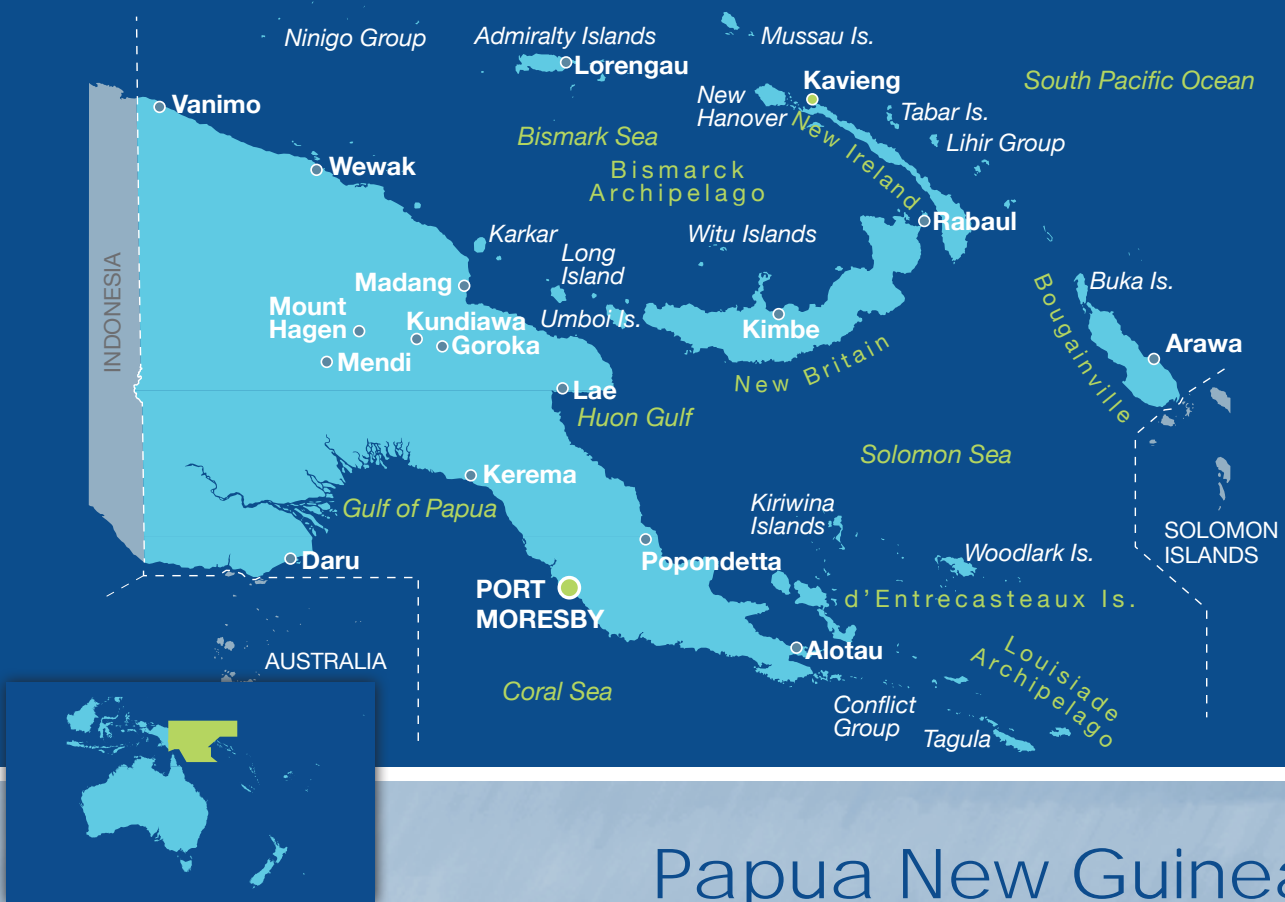 Ninigo Group
Admiralty Islands
Mussau Is.
Lorengau
South Pacific Ocean
Kavieng
New
Hanover
Tabar Is.
Vanimo
New Ireland
Lihir Group
Bismark Sea
Wewak
Bismarck
Archipelago
Rabaul
Karkar
Witu Islands
Long
Island
INDONESIA
Madang
Buka Is.
Mount
Hagen
Kundiawa
Umboi Is.
Kimbe
Bougainville
Goroka
Arawa
Mendi
New Britain
Lae
Huon Gulf
Solomon Sea
Kerema
Kiriwina
Islands
Gulf of Papua
SOLOMON
ISLANDS
Daru
Popondetta
Woodlark Is.
PORT
MORESBY
d'Entrecasteaux Is.
AUSTRALIA
Alotau
Louisiade
Archipelago
Coral Sea
Conflict
Group
Tagula
Papua New Guinea